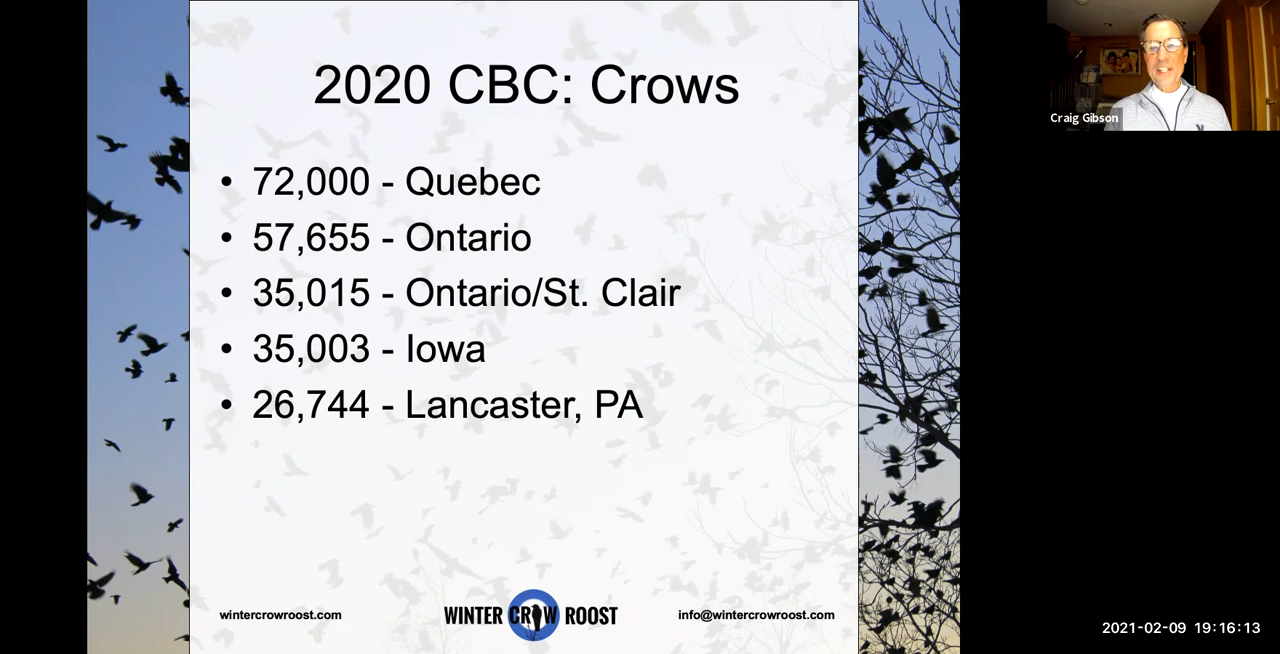 2020 CBC: Crows
• 72,000 - Quebec
• 57,655 - Ontario
• 35,015 - Ontario/St. Clair
• 35,003 - Iowa
• 26,744 - Lancaster, PA
wintercrowroost.com
WINTER CROW ROOST
info@wintercrowroost.com
Craig Gibson
2021-02-09 19:16:13